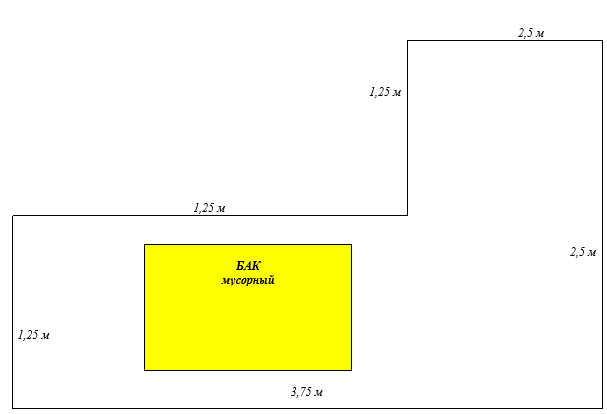 2,5 м
1,25 м
1,25 м
БАК
мусорный
2,5 м
1,25 м
3,75 м